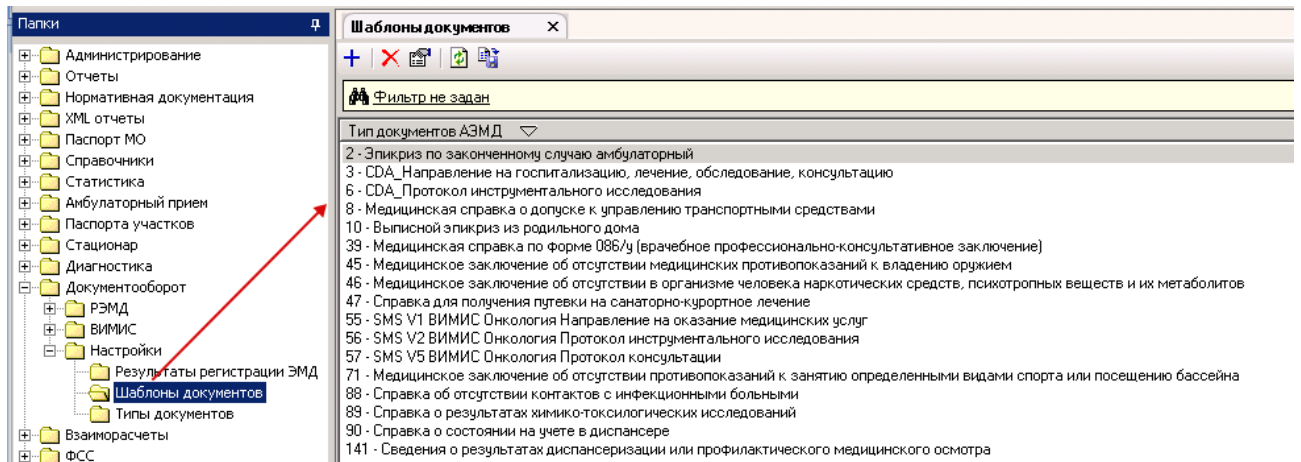 Папки
Администрирование
Отчеты
Нормативная документация
XML отчеты
Паспорт МО
Справочники
Статистика
Амбулаторный прием
Паспорта участков
Стационар
Диагностика
Документооборот
РЭМД
ВИМИС
Настройки
Результаты регистрации ЭМД
Шаблоны документов
Типы документов
Взаиморасчеты
ФСС
Шаблоны документов
Фильтр не задан
Тип документов АЭМД
2 - Эпикриз по законченному случаю амбулаторный
3 - CDA_Направление на госпитализацию, лечение, обследование, консультацию
6 - CDA_Протокол инструментального исследования
8 - Медицинская справка о допуске к управлению транспортными средствами
10 - Выписной эпикриз из родильного дома
39 - Медицинская справка по форме 086/у (врачебное профессионально-консультативное заключение)
45 - Медицинское заключение об отсутствии медицинских противопоказаний к владению оружием
46 - Медицинское заключение об отсутствии в организме человека наркотических средств, психотропных веществ и их метаболитов
47 - Справка для получения путевки на санаторно-курортное лечение
55 - SMS V1 ВИМИС Онкология Направление на оказание медицинских услуг
56 - SMS V2 ВИМИС Онкология Протокол инструментального исследования
57 - SMS V5 ВИМИС Онкология Протокол консультации
71 - Медицинское заключение об отсутствии противопоказаний к занятию определенными видами спорта или посещению бассейна
88 - Справка об отсутствии контактов с инфекционными больными
89 - Справка о результатах химико-токсилогических исследований
90 - Справка о состоянии на учете в диспансере
141 - Сведения о результатах диспансеризации или профилактического медицинского осмотра